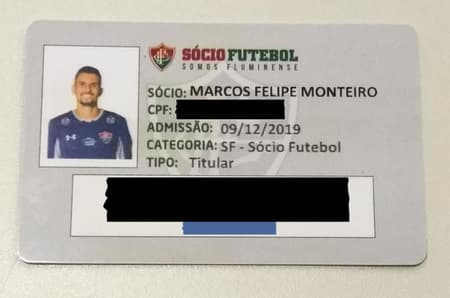 SÓCIO FUTEBOL
SOMOS FLUMINENSE
SÓCIO: MARCOS FELIPE MONTEIRO
CPF:
ADMISSÃO: 09/12/2019
CATEGORIA: SF - Sócio Futebol
TIPO: Titular